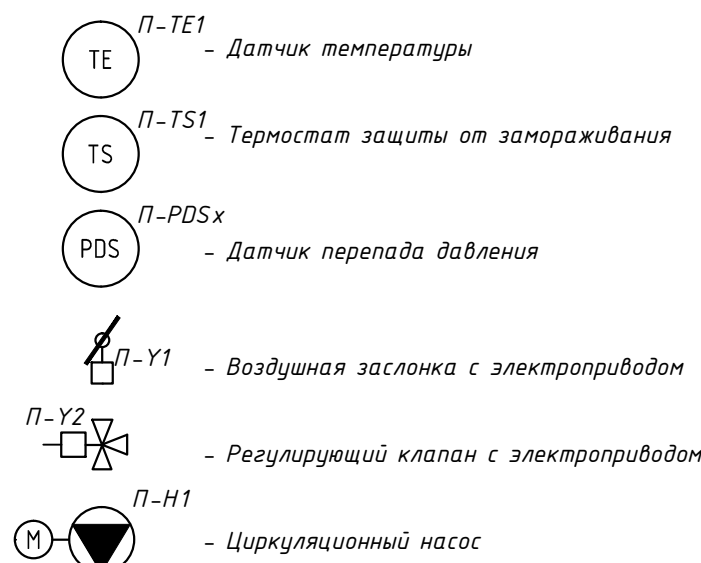 П-TE1
TE - Датчик температуры
П-TS1
TS - Термостат защиты от замораживания
П-PDSx
PDS - Датчик перепада давления
П-Y1 - Воздушная заслонка с электроприводом
П-Y2
- Регулирующий клапан с электроприводом
П-Н1
М - Циркуляционный насос